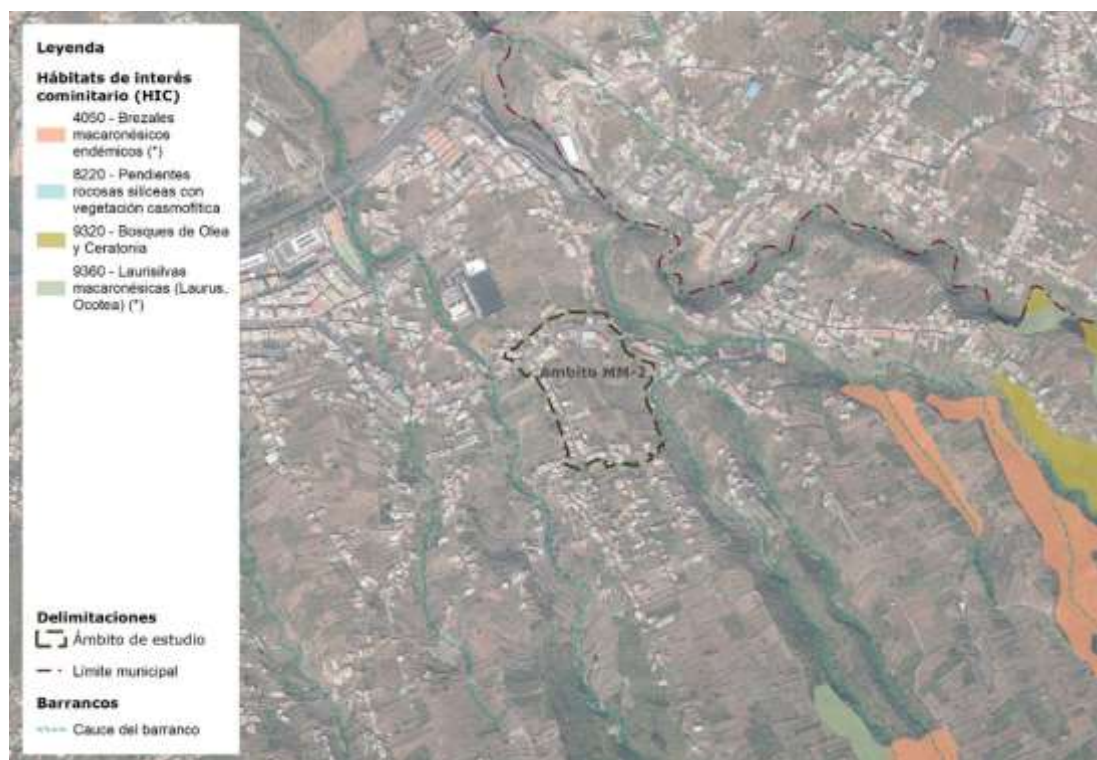 Leyenda
Hábitats de interés
cominitario (HIC)
4050 - Brezales
macaronésicos
endémicos (*)
8220 - Pendientes
rocosas silíceas con
vegetación casmofítica
9320 - Bosques de Olea
y Ceratonia
9360 - Laurisilvas
macaronésicas (Laurus,
Ocotea) (*)
Ámbito MM-2
Delimitaciones
Ámbito de estudio
Límite municipal
Barrancos
Cauce del barranco